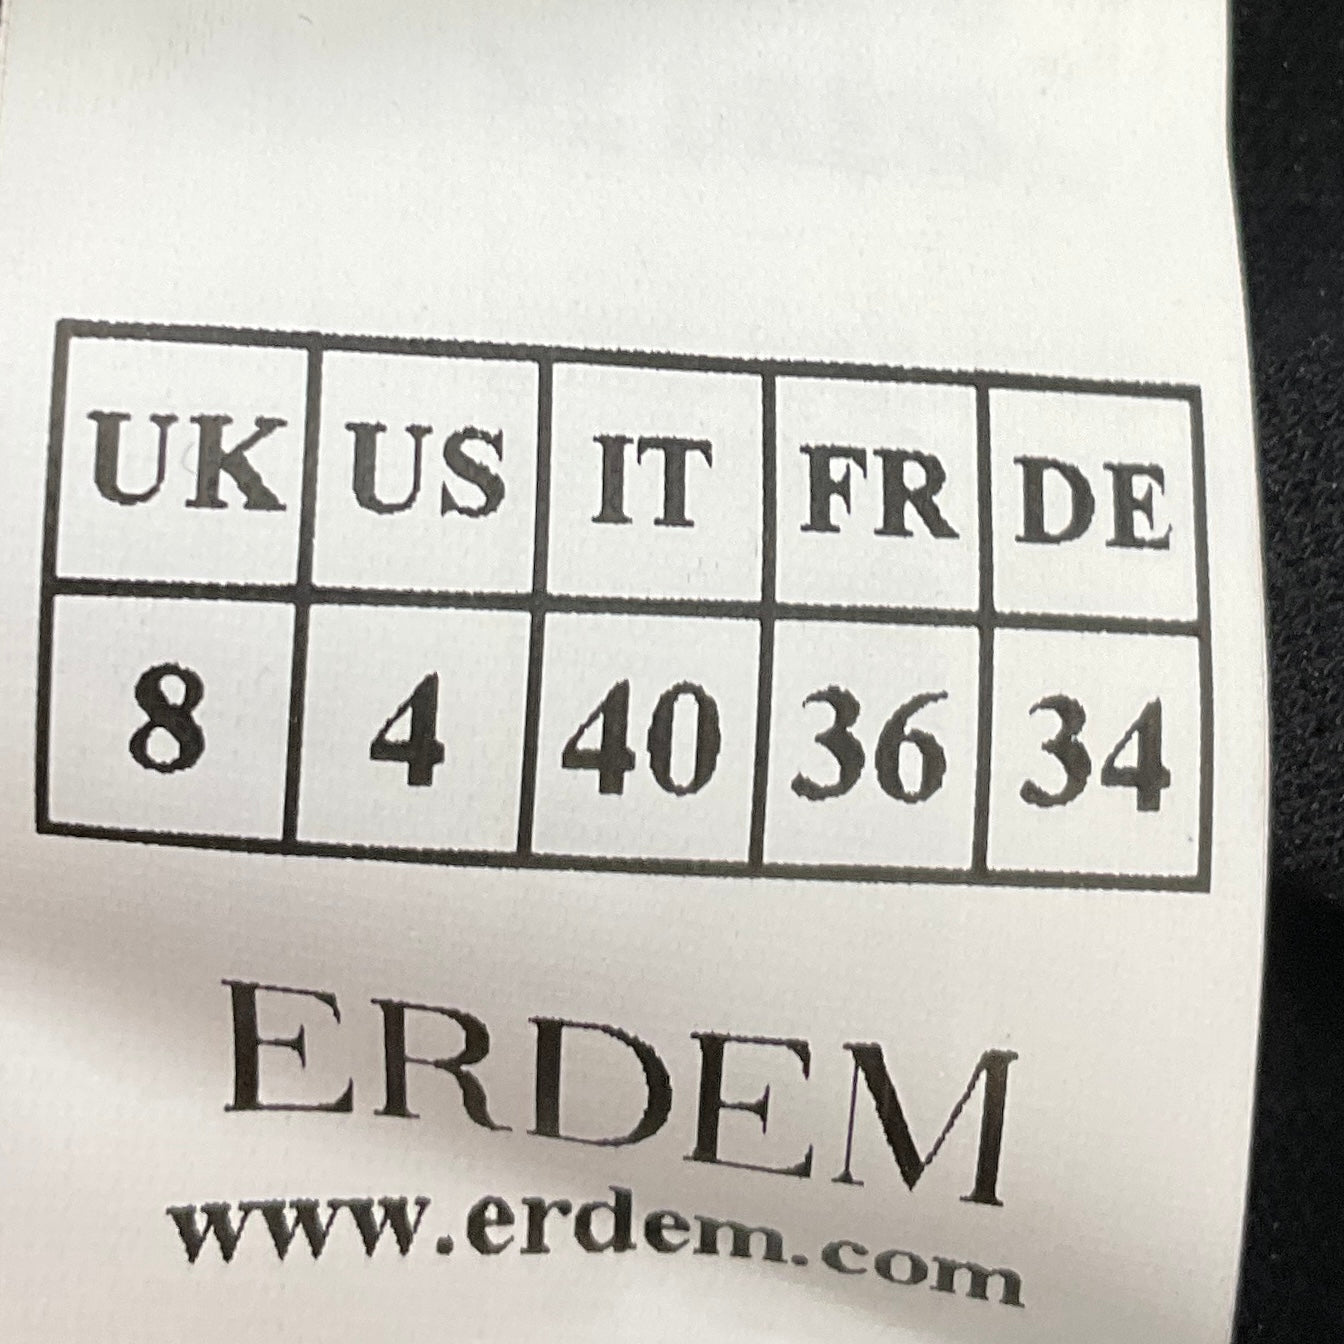 UK US IT FR DE
8 4 40 36 34
ERDEM
www.erdem.com